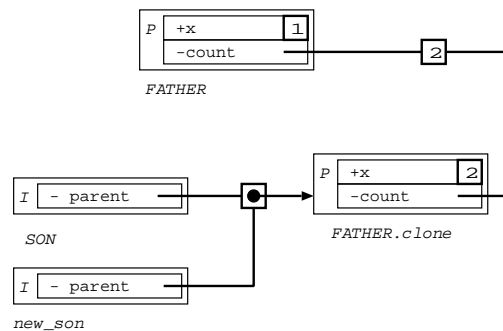 P +x 1
-count 2
FATHER
P +x 2
I - parent -count
SON FATHER.clone
I - parent
new_son